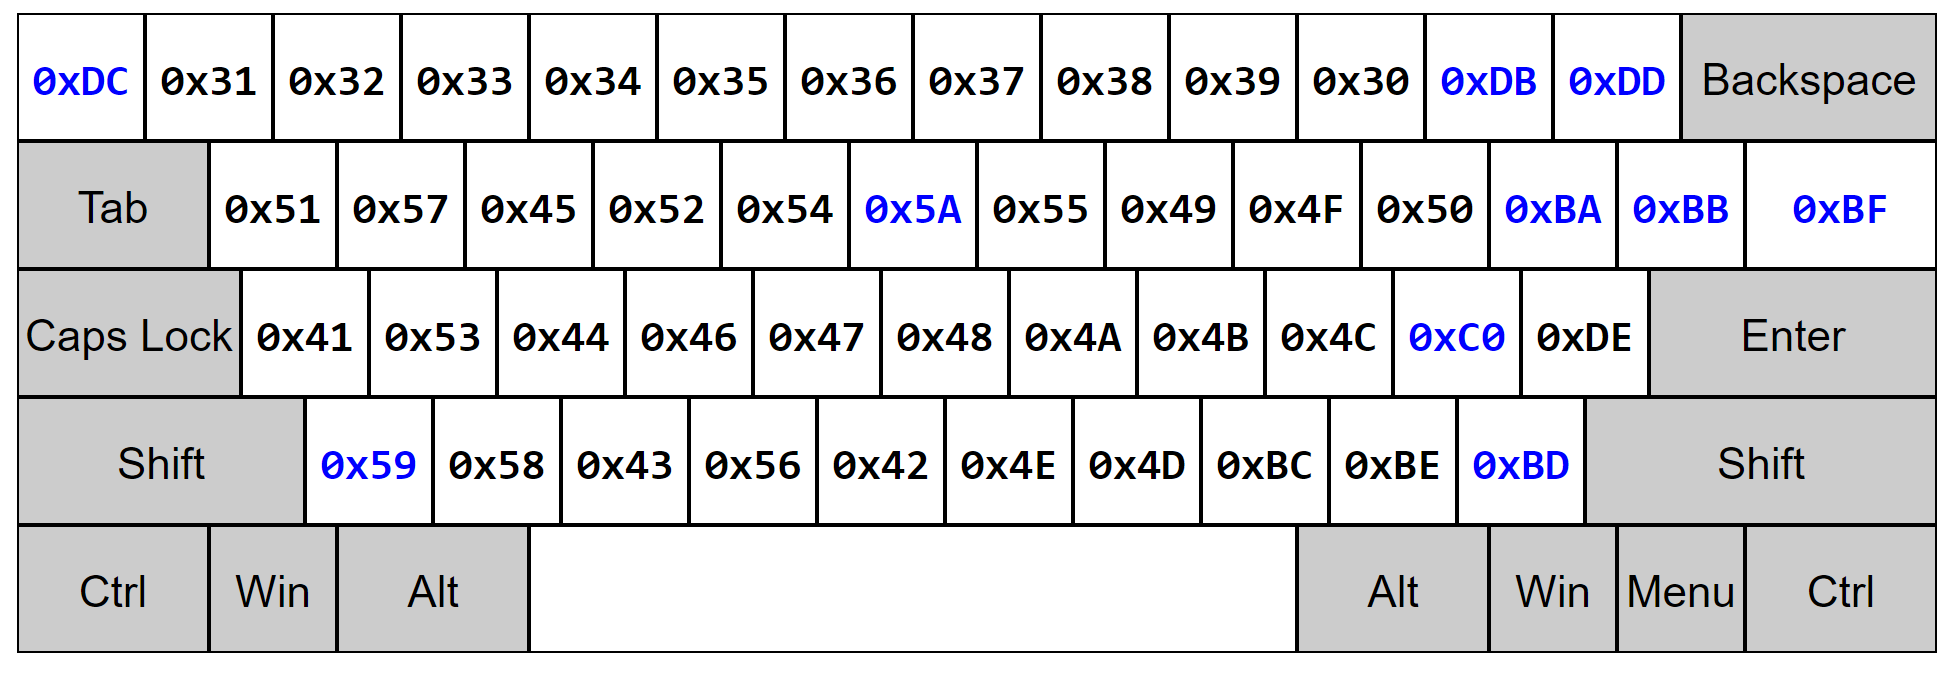 0xDC 0x31 0x32 0x33 0x34 0x35 0x36 0x37 0x38 0x39 0x30 0xDB 0xDD Backspace
Tab 0x51 0x57 0x45 0x52 0x54 0x5A 0x55 0x49 0x4F 0x50 0xBA 0xBB 0xBF
Caps Lock 0x41 0x53 0x44 0x46 0x47 0x48 0x4A 0x4B 0x4C 0xC0 0xDE Enter
Shift 0x59 0x58 0x43 0x56 0x42 0x4E 0x4D 0xBC 0xBE 0xBD Shift
Ctrl Win Alt Alt Win Menu Ctrl